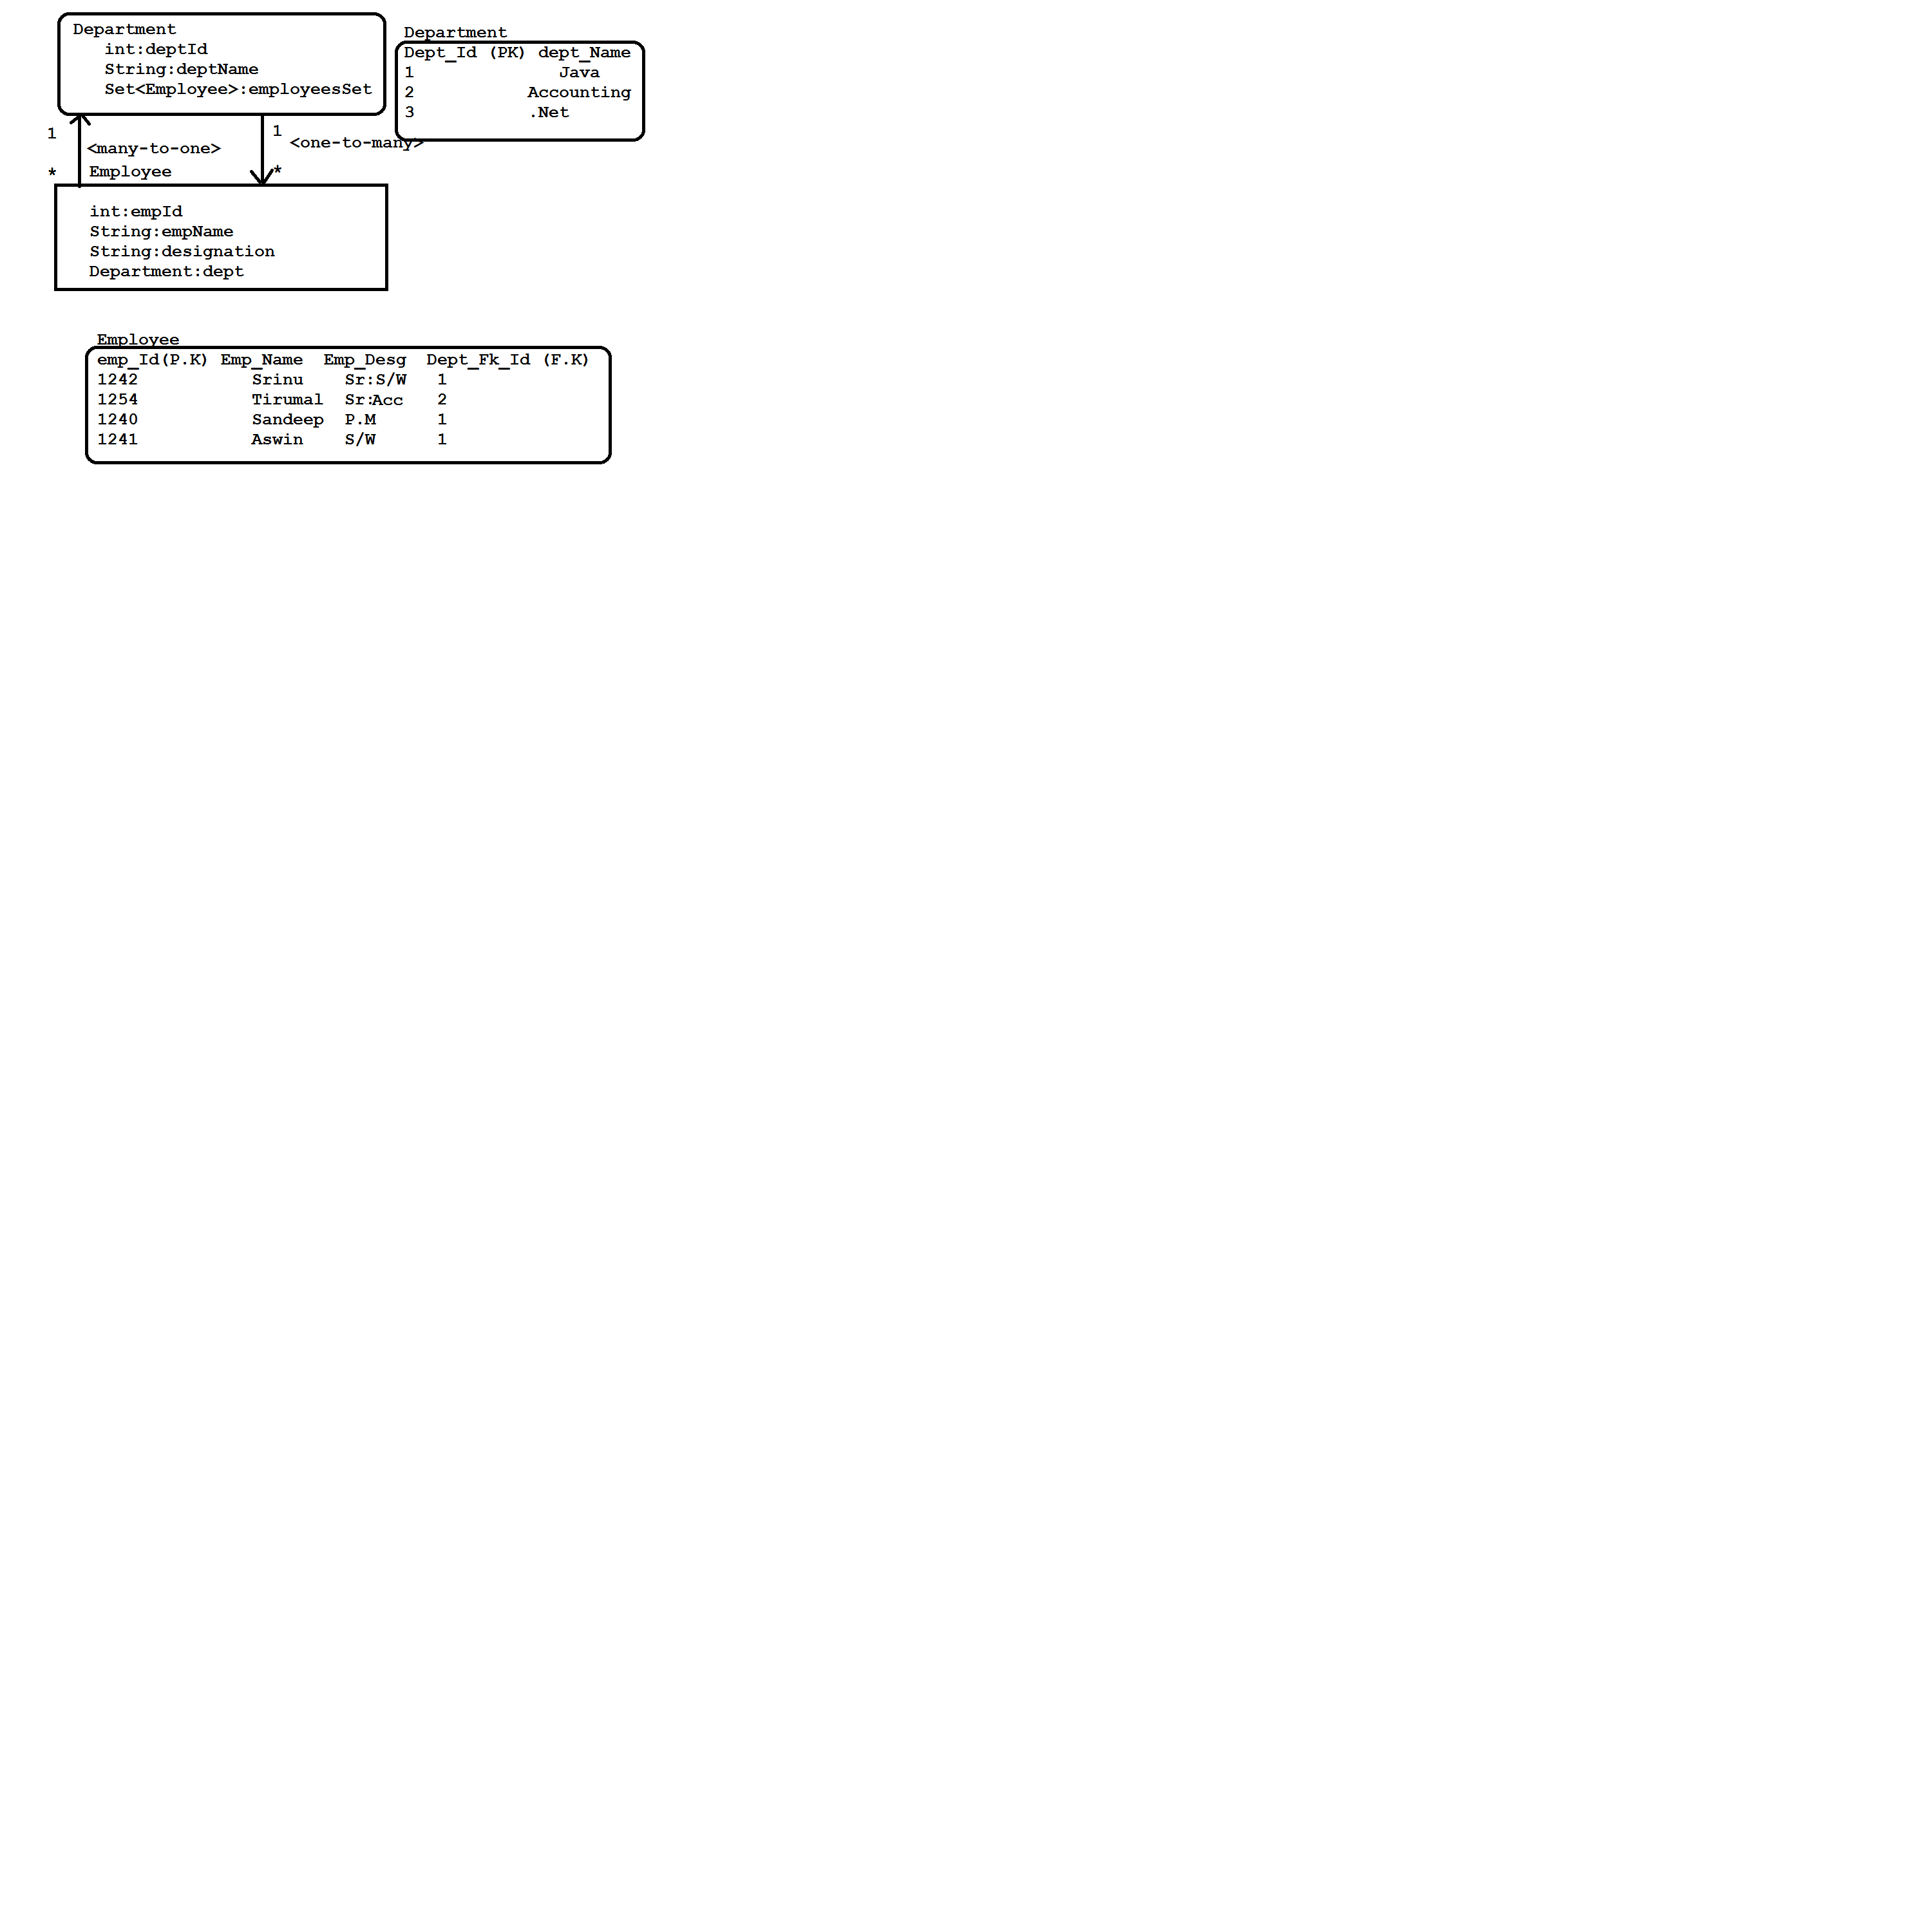 Department
int:deptId
String:deptName
Set<Employee>:employeesSet
Department
Dept_Id (PK) dept_Name
1 Java
2 Accounting
3 .Net
1
<many-to-one>
* Employee
1
<one-to-many>
*
int:empId
String:empName
String:designation
Department:dept
Employee
emp_Id(P.K) Emp_Name Emp_Desg Dept_Fk_Id (F.K)
1242 Srinu Sr:S/W 1
1254 Tirumal Sr:Acc 2
1240 Sandeep P.M 1
1241 Aswin S/W 1